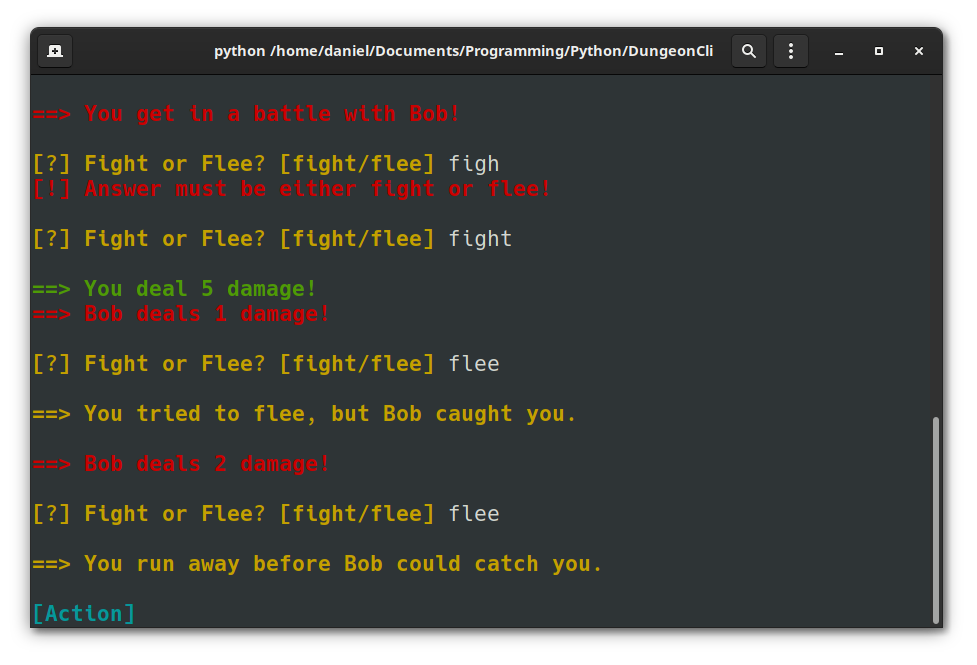 python /home/daniel/Documents/Programming/Python/DungeonCli
==> You get in a battle with Bob!
[?] Fight or Flee? [fight/flee] figh
[!] Answer must be either fight or flee!
[?] Fight or Flee? [fight/flee] fight
==> You deal 5 damage!
==> Bob deals 1 damage!
[?] Fight or Flee? [fight/flee] flee
==> You tried to flee, but Bob caught you.
==> Bob deals 2 damage!
[?] Fight or Flee? [fight/flee] flee
==> You run away before Bob could catch you.
[Action]